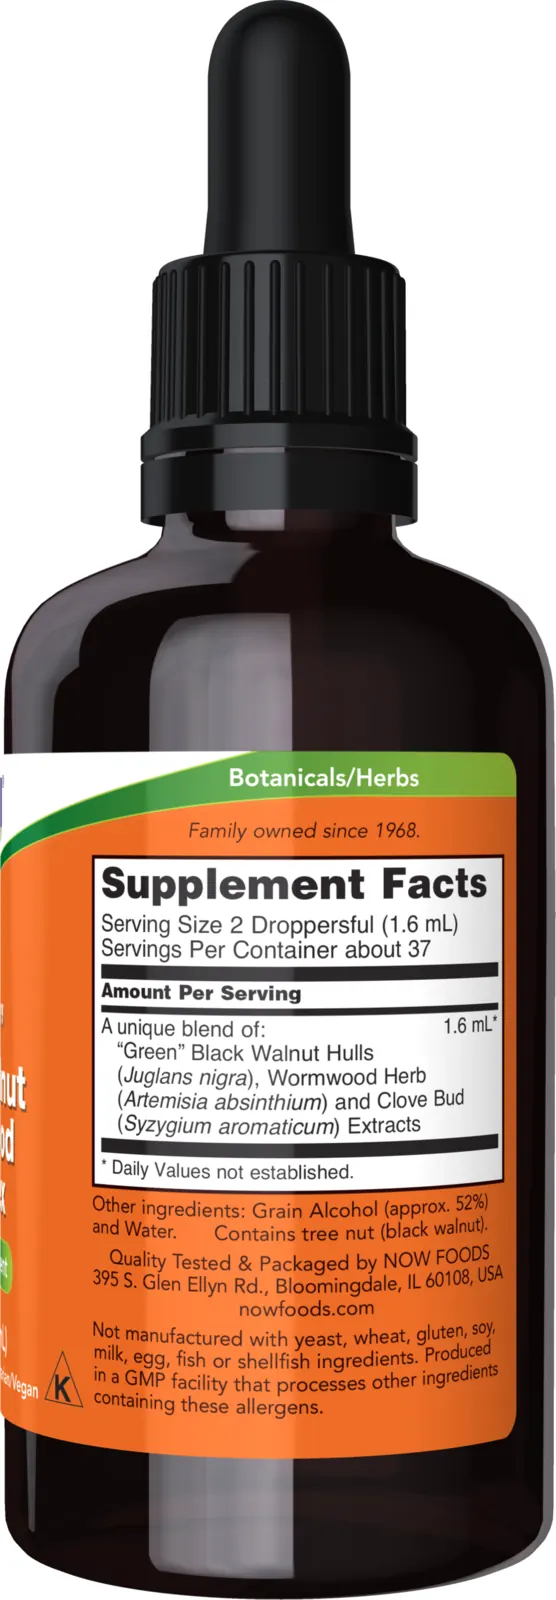 Botanicals/Herbs
Family owned since 1968.
Supplement Facts
Serving Size 2 Droppersful (1.6 mL)
Servings Per Container about 37
Amount Per Serving
A unique blend of: 1.6 mL*
“Green” Black Walnut Hulls
(Juglans nigra), Wormwood Herb
(Artemisia absinthium) and Clove Bud
(Syzygium aromaticum) Extracts
* Daily Values not established.
Other ingredients: Grain Alcohol (approx. 52%)
and Water. Contains tree nut (black walnut).
Quality Tested & Packaged by NOW FOODS
395 S. Glen Ellyn Rd., Bloomingdale, IL 60108, USA
nowfoods.com
Not manufactured with yeast, wheat, gluten, soy,
milk, egg, fish or shellfish ingredients. Produced
in a GMP facility that processes other ingredients
containing these allergens.
/Vegan
K